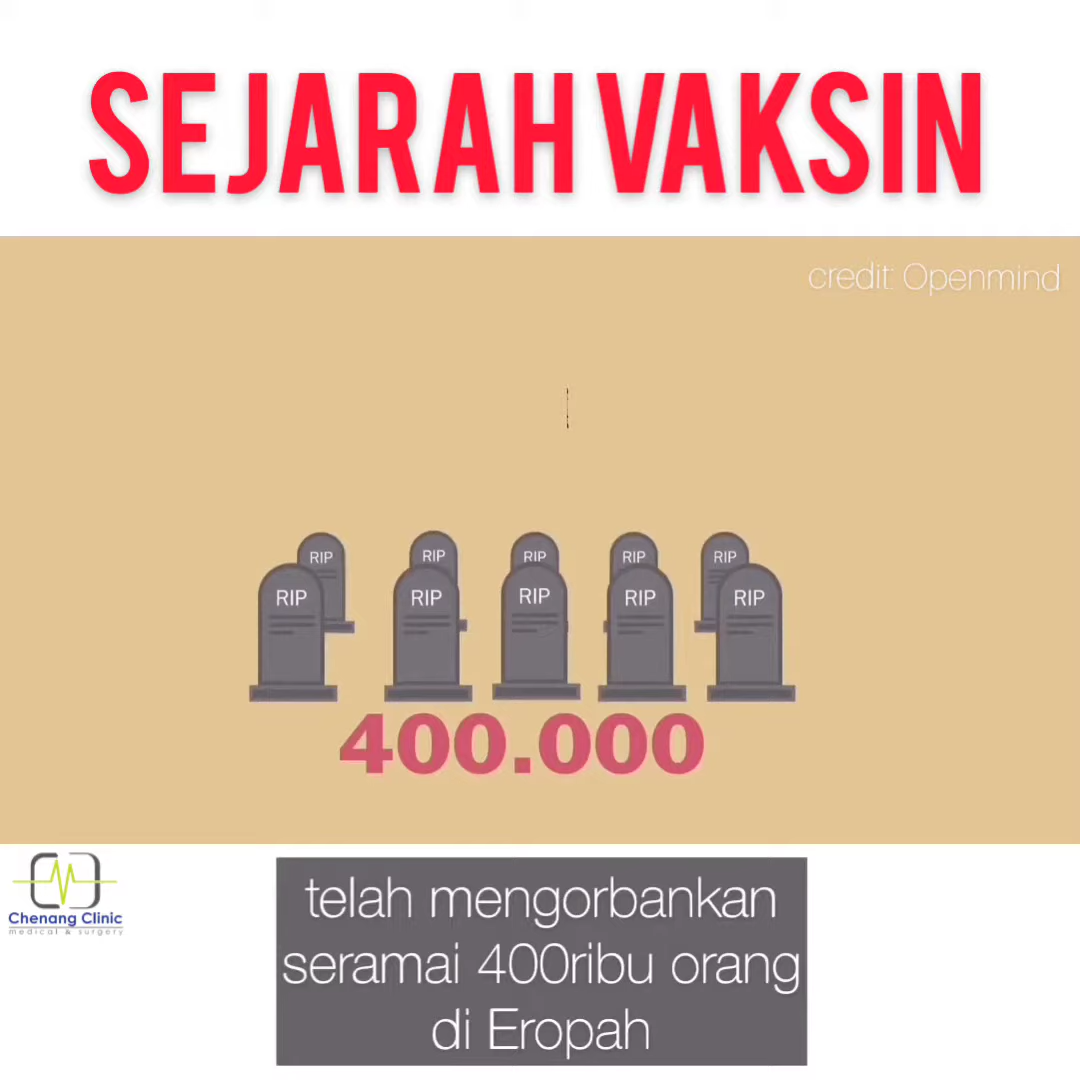 SEJARAH VAKSIN
credit: Openmind
RIP RIP RIP RIP RIP
RIP RIP RIP RIP RIP
400.000
Chenang Clinic
medical & surgery
telah mengorbankan
seramai 400ribu orang
di Eropah